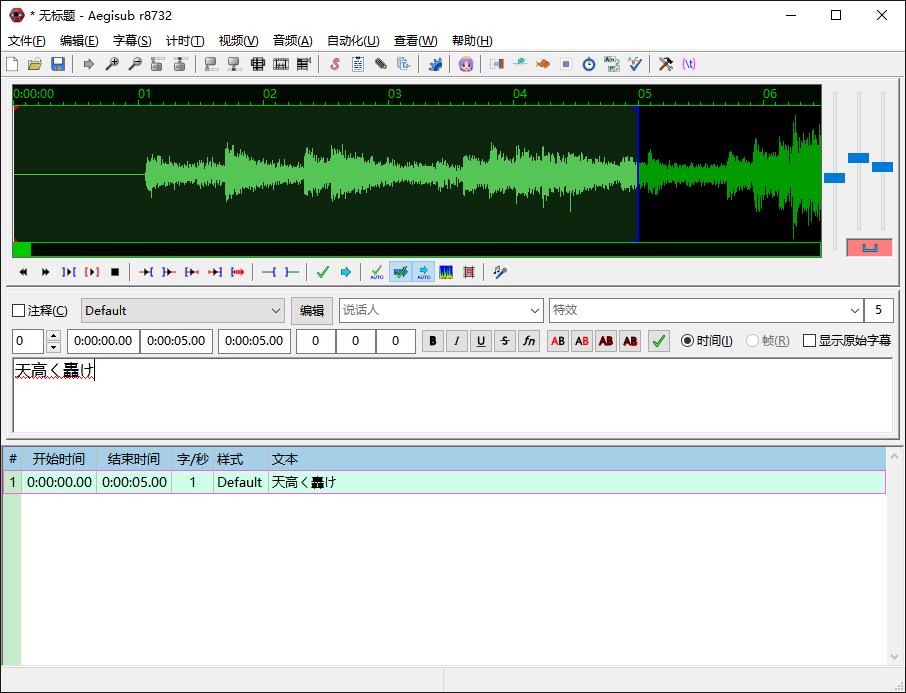 * 无标题 - Aegisub r8732
文件(F) 编辑(E) 字幕(S) 计时(T) 视频(V) 音频(A) 自动化(U) 查看(W) 帮助(H)
0:00:00 01 02 03 04 05 06
注释(C) Default 编辑 说话人 特效 5
0 0:00:00.00 0:00:05.00 0:00:05.00 0 0 0 B I U S fn AB AB AB AB 时间(I) 帧(R) 显示原始字幕
天高く轟け
# 开始时间 结束时间 字/秒 样式 文本
1 0:00:00.00 0:00:05.00 1 Default 天高く轟け